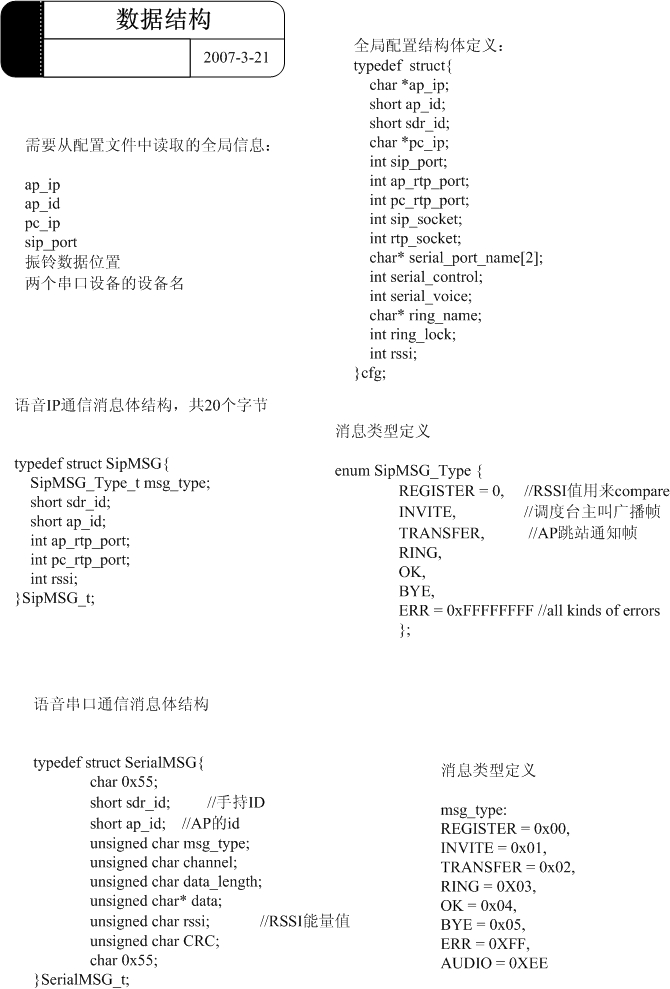 数据结构
2007-3-21
需要从配置文件中读取的全局信息：
ap_ip
ap_id
pc_ip
sip_port
振铃数据位置
两个串口设备的设备名
全局配置结构体定义：
typedef struct{
char *ap_ip;
short ap_id;
short sdr_id;
char *pc_ip;
int sip_port;
int ap_rtp_port;
int pc_rtp_port;
int sip_socket;
int rtp_socket;
char* serial_port_name[2];
int serial_control;
int serial_voice;
char* ring_name;
int ring_lock;
int rssi;
}cfg;
语音IP通信消息体结构，共20个字节
typedef struct SipMSG{
SipMSG_Type_t msg_type;
short sdr_id;
short ap_id;
int ap_rtp_port;
int pc_rtp_port;
int rssi;
}SipMSG_t;
消息类型定义
enum SipMSG_Type {
REGISTER = 0, //RSSI值用来compare
INVITE, //调度台主叫广播帧
TRANSFER, //AP跳站通知帧
RING,
OK,
BYE,
ERR = 0xFFFFFFFF //all kinds of errors
};
语音串口通信消息体结构
typedef struct SerialMSG{
char 0x55;
short sdr_id; //手持ID
short ap_id; //AP的id
unsigned char msg_type;
unsigned char channel;
unsigned char data_length;
unsigned char* data;
unsigned char rssi; //RSSI能量值
unsigned char CRC;
char 0x55;
}SerialMSG_t;
消息类型定义
msg_type:
REGISTER = 0x00,
INVITE = 0x01,
TRANSFER = 0x02,
RING = 0X03,
OK = 0x04,
BYE = 0x05,
ERR = 0XFF,
AUDIO = 0XEE